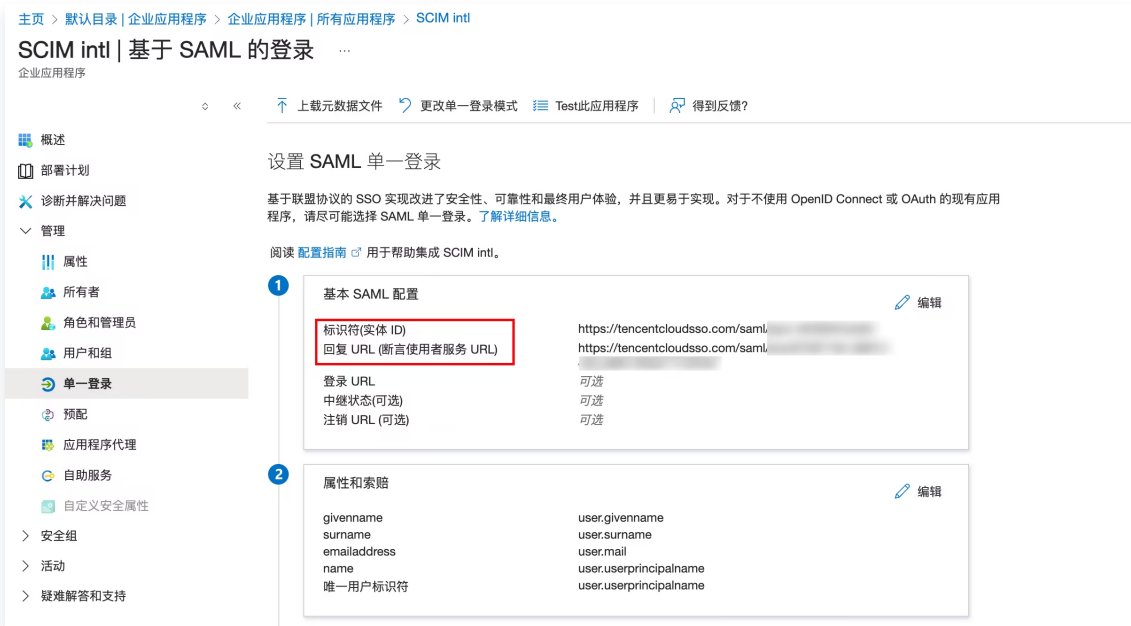 主页 > 默认目录 | 企业应用程序 > 企业应用程序 | 所有应用程序 > SCIM intl
SCIM intl | 基于 SAML 的登录 ...
企业应用程序
上载元数据文件 更改单一登录模式 Test此应用程序 得到反馈?
概述
部署计划
诊断并解决问题
管理
属性
所有者
角色和管理员
用户和组
单一登录
预配
应用程序代理
自助服务
自定义安全属性
安全组
活动
疑难解答和支持
设置 SAML 单一登录
基于联盟协议的 SSO 实现改进了安全性、可靠性和最终用户体验，并且更易于实现。对于不使用 OpenID Connect 或 OAuth 的现有应用
程序，请尽可能选择 SAML 单一登录。了解详细信息。
阅读 配置指南 用于帮助集成 SCIM intl。
1
基本 SAML 配置
编辑
标识符(实体 ID) https://tencentcloudsso.com/saml/
回复 URL (断言使用者服务 URL) https://tencentcloudsso.com/saml/
登录 URL 可选
中继状态(可选) 可选
注销 URL (可选) 可选
2
属性和索赔
编辑
givenname user.givenname
surname user.surname
emailaddress user.mail
name user.userprincipalname
唯一用户标识符 user.userprincipalname